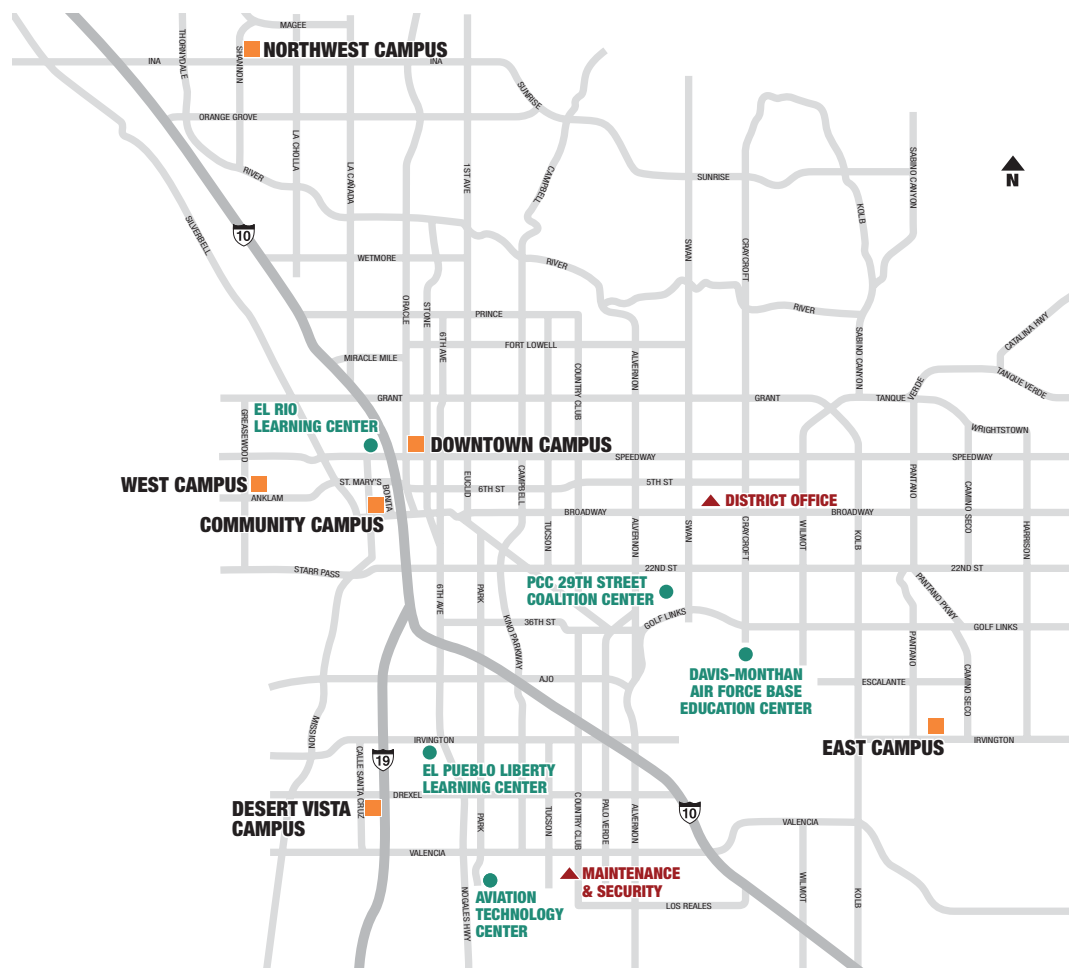 MAGEE
THORNYDALE
SHANNON
NORTHWEST CAMPUS
INA
INA
SUNRISE
ORANGE GROVE
LA CHOLLA
LA CAÑADA
1ST AVE
CAMPBELL
SABINO CANYON
RIVER
SUNRISE
N
KOLB
SILVERBELL
10
SWAN
CRAYCROFT
WETMORE
RIVER
ORACLE
STONE
PRINCE
RIVER
6TH AVE
FORT LOWELL
CATALINA HWY
MIRACLE MILE
COUNTRY CLUB
ALVERNON
SABINO CANYON
TANQUE VERDE
GRANT
GRANT
TANQUE
VERDE
EL RIO
LEARNING CENTER
GREASEWOOD
WRIGHTSTOWN
DOWNTOWN CAMPUS
SPEEDWAY
SPEEDWAY
WEST CAMPUS
ST. MARY'S
BONITA
EUCLID
CAMPBELL
6TH ST
5TH ST
PANTANO
CAMINO SECO
ANKLAM
DISTRICT OFFICE
COMMUNITY CAMPUS
BROADWAY
BROADWAY
TUCSON
ALVERNON
SWAN
CRAYCROFT
WILMOT
KOLB
HARRISON
STARR PASS
22ND ST
22ND ST
PCC 29TH STREET
COALITION CENTER
6TH AVE
PARK
KINO PARKWAY
PANTANO PKWY
36TH ST
GOLF LINKS
GOLF LINKS
PANTANO
DAVIS-MONTHAN
AIR FORCE BASE
EDUCATION CENTER
AJO
ESCALANTE
CAMINO SECO
MISSION
IRVINGTON
EAST CAMPUS
IRVINGTON
19
CALLE SANTA CRUZ
EL PUEBLO LIBERTY
LEARNING CENTER
DREXEL
DESERT VISTA
CAMPUS
PARK
TUCSON
COUNTRY CLUB
PALO VERDE
ALVERNON
10
VALENCIA
VALENCIA
MAINTENANCE
& SECURITY
WILMOT
KOLB
AVIATION
TECHNOLOGY
CENTER
NOGALES HWY
LOS REALES